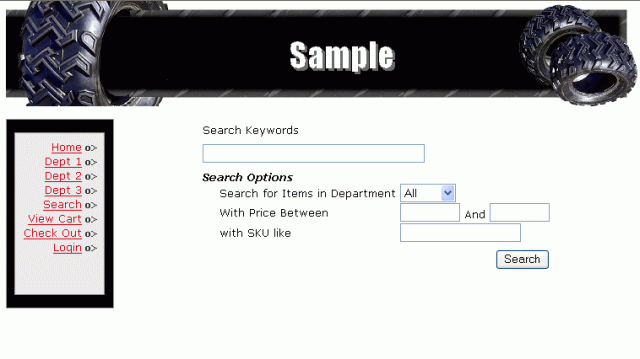 Sample
Home o>
Dept 1 o>
Dept 2 o>
Dept 3 o>
Search o>
View Cart o>
Check Out o>
Login o>
Search Keywords
Search Options
Search for Items in Department All
With Price Between And
with SKU like
Search